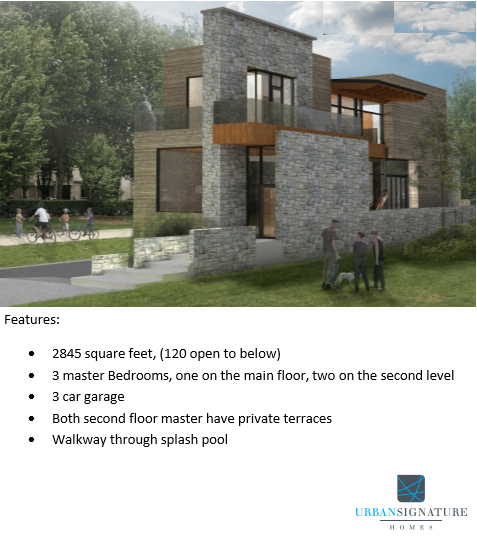 Features:
2845 square feet, (120 open to below)
3 master Bedrooms, one on the main floor, two on the second level
3 car garage
Both second floor master have private terraces
Walkway through splash pool
URBANSIGNATURE
HOMES